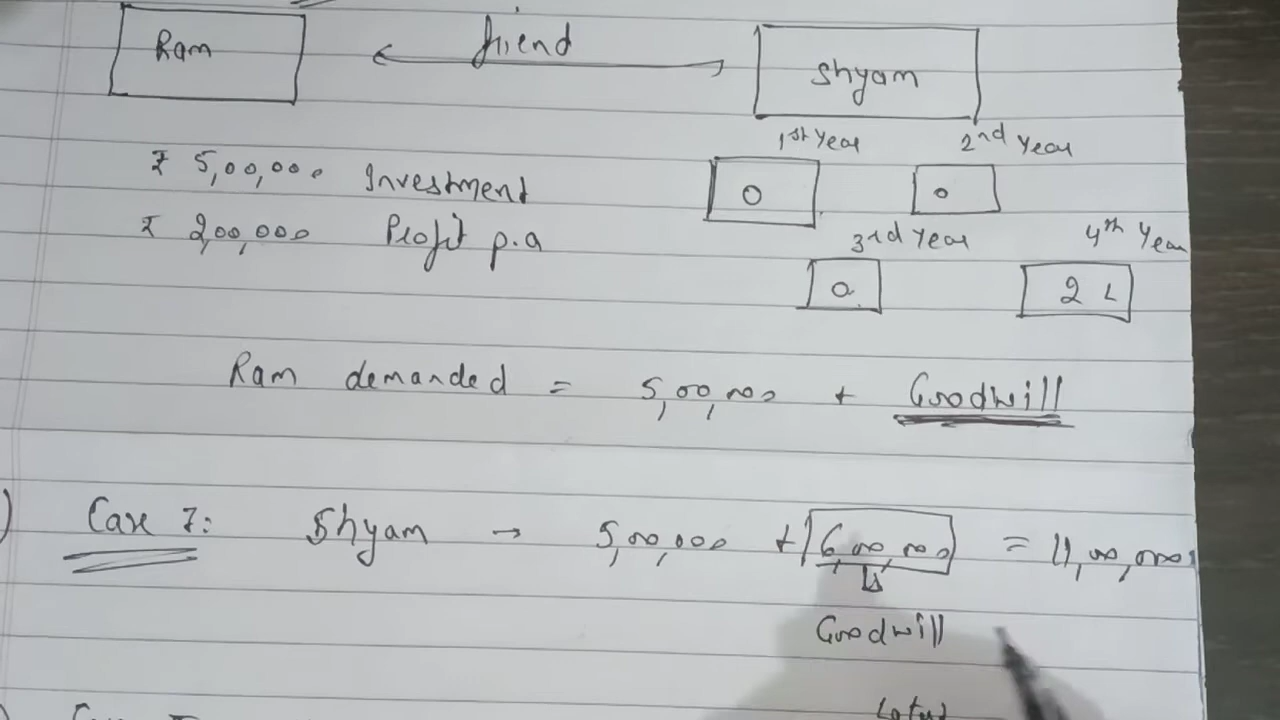 Ram friend Shyam
1st Year 2nd Year
₹ 5,00,000 Investment 0 0
₹ 2,00,000 Profit p.a 3rd Year 4th Year
0 2 L
Ram demanded = 5,00,000 + Goodwill
Case I: Shyam → 5,00,000 + 6,00,000 = 11,00,000
Goodwill